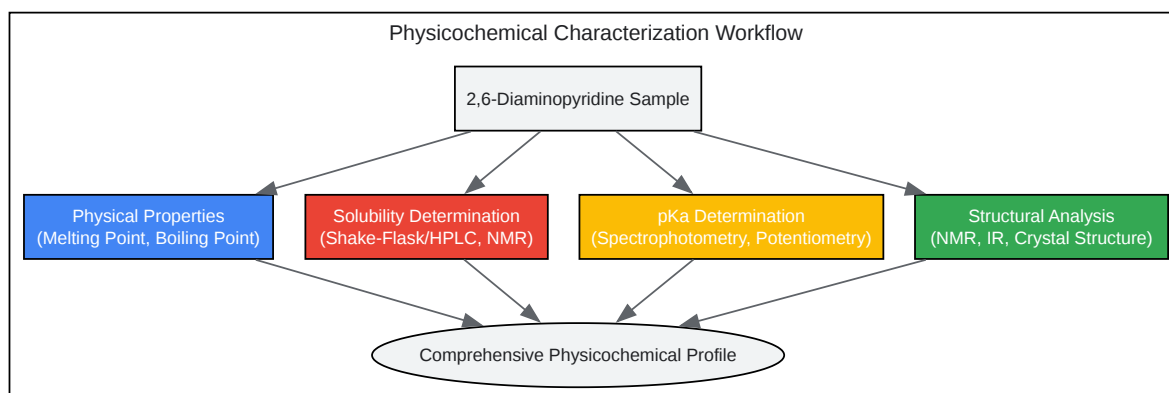 Physicochemical Characterization Workflow
2,6-Diaminopyridine Sample
Physical Properties
(Melting Point, Boiling Point)
Solubility Determination
(Shake-Flask/HPLC, NMR)
pKa Determination
(Spectrophotometry, Potentiometry)
Structural Analysis
(NMR, IR, Crystal Structure)
Comprehensive Physicochemical Profile